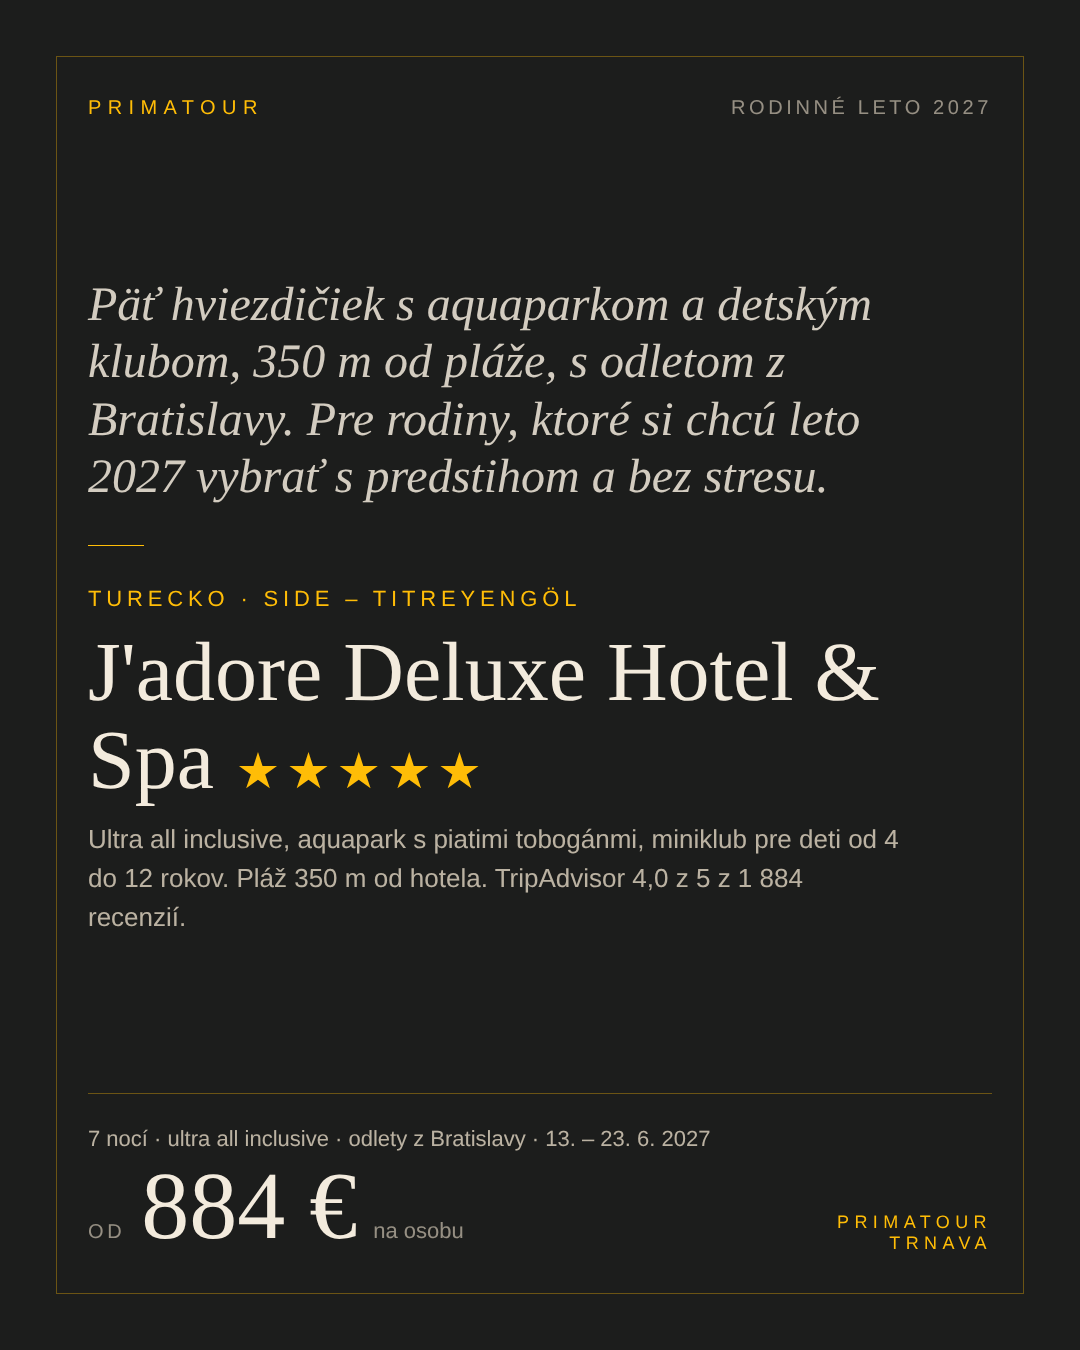 PRIMATOUR
RODINNÉ LETO 2027
Päť hviezdičiek s aquaparkom a detským
klubom, 350 m od pláže, s odletom z
Bratislavy. Pre rodiny, ktoré si chcú leto
2027 vybrať s predstihom a bez stresu.
TURECKO · SIDE – TITREYENGÖL
J'adore Deluxe Hotel &
Spa ★★★★★
Ultra all inclusive, aquapark s piatimi tobogánmi, miniklub pre deti od 4
do 12 rokov. Pláž 350 m od hotela. TripAdvisor 4,0 z 5 z 1 884
recenzií.
7 nocí · ultra all inclusive · odlety z Bratislavy · 13. – 23. 6. 2027
OD 884 € na osobu
PRIMATOUR
TRNAVA